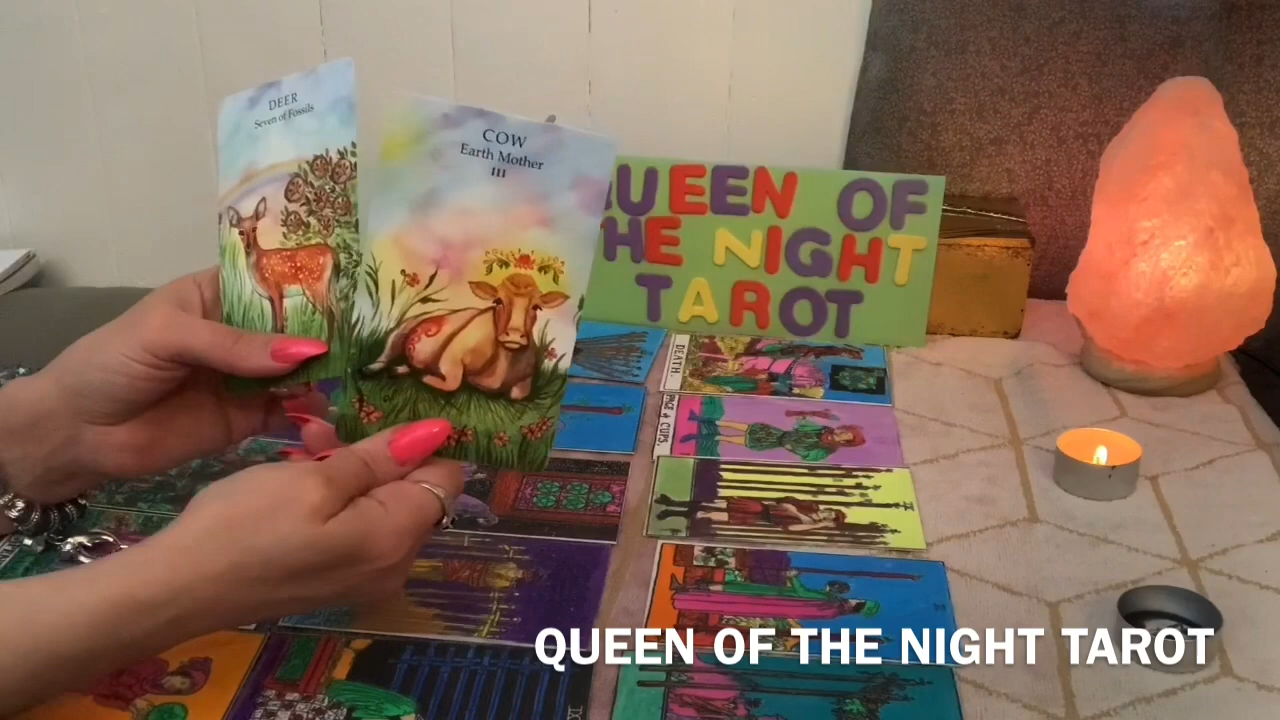 DEER
Seven of Fossils
COW
Earth Mother
III
QUEEN OF
HE NIGHT
TAROT
DEATH.
PAGE of CUPS.
QUEEN OF THE NIGHT TAROT